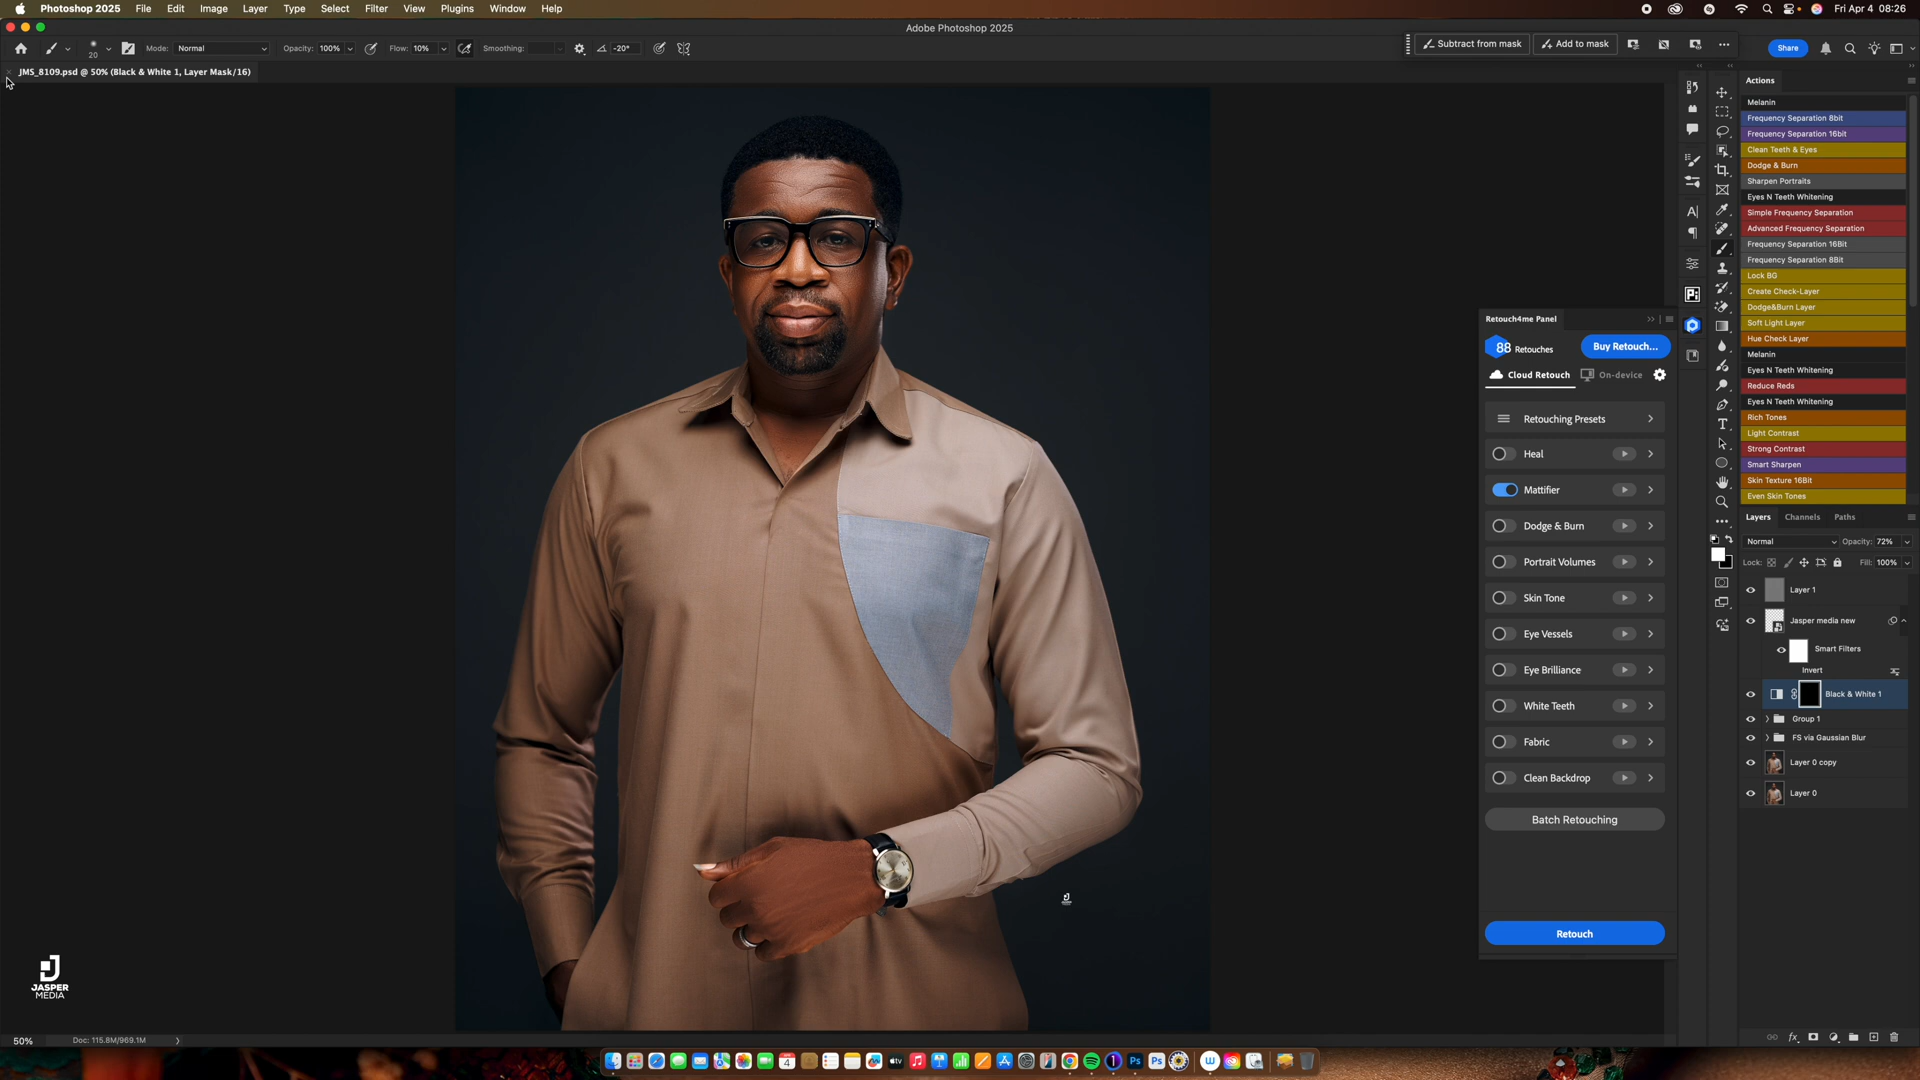 Photoshop 2025 File Edit Image Layer Type Select Filter View Plugins Window Help Fri Apr 4 08:26
Adobe Photoshop 2025
20 Mode: Normal Opacity: 100% Flow: 10% Smoothing: -20° Subtract from mask Add to mask Share
JMS_8109.psd @ 50% (Black & White 1, Layer Mask/16)
Actions
Melanin
Frequency Separation 8bit
Frequency Separation 16bit
Clean Teeth & Eyes
Dodge & Burn
Sharpen Portraits
Eyes N Teeth Whitening
Simple Frequency Separation
Advanced Frequency Separation
Frequency Separation 16Bit
Frequency Separation 8Bit
Lock BG
Create Check-Layer
Dodge&Burn Layer
Soft Light Layer
Hue Check Layer
Melanin
Eyes N Teeth Whitening
Reduce Reds
Eyes N Teeth Whitening
Rich Tones
Light Contrast
Strong Contrast
Smart Sharpen
Skin Texture 16Bit
Even Skin Tones
Retouch4me Panel
88 Retouches Buy Retouch...
Cloud Retouch On-device
Retouching Presets
Heal
Mattifier
Dodge & Burn
Portrait Volumes
Skin Tone
Eye Vessels
Eye Brilliance
White Teeth
Fabric
Clean Backdrop
Batch Retouching
Retouch
Layers Channels Paths
Normal Opacity: 72%
Lock: Fill: 100%
Layer 1
Jasper media new
Smart Filters
Invert
Black & White 1
Group 1
FS via Gaussian Blur
Layer 0 copy
Layer 0
JASPER
MEDIA
50% Doc: 115.8M/969.1M